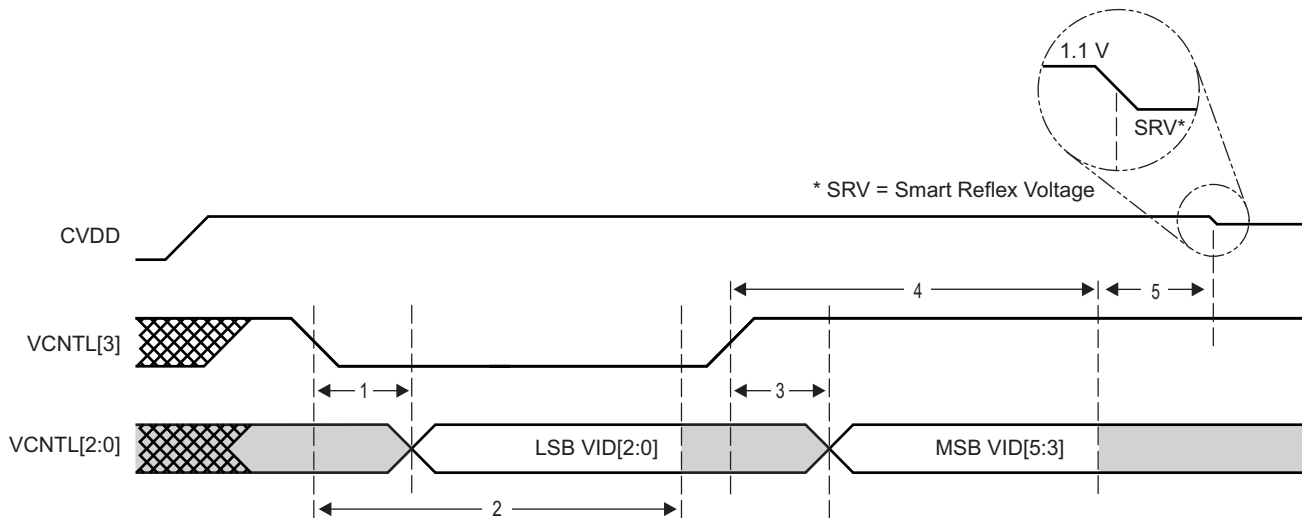 1.1 V
SRV*
* SRV = Smart Reflex Voltage
CVDD
4
5
VCNTL[3]
1
3
VCNTL[2:0]
LSB VID[2:0]
MSB VID[5:3]
2